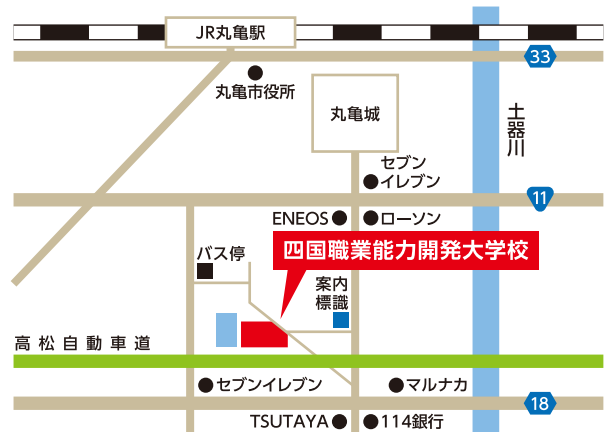 JR丸亀駅
33
丸亀市役所
丸亀城
土器川
セブン
イレブン
11
ENEOS
ローソン
四国職業能力開発大学校
バス停
案内
標識
高松自動車道
セブンイレブン
マルナカ
18
TSUTAYA
114銀行